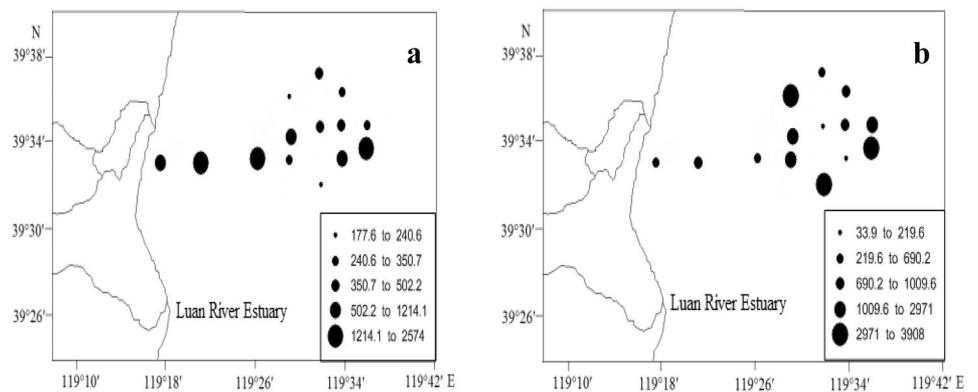 a
N
39°38′
39°34′
39°30′
39°26′
Luan River Estuary
177.6 to 240.6
240.6 to 350.7
350.7 to 502.2
502.2 to 1214.1
1214.1 to 2574
119°10′ 119°18′ 119°26′ 119°34′ 119°42′ E
b
N
39°38′
39°34′
39°30′
39°26′
Luan River Estuary
33.9 to 219.6
219.6 to 690.2
690.2 to 1009.6
1009.6 to 2971
2971 to 3908
119°10′ 119°18′ 119°26′ 119°34′ 119°42′ E